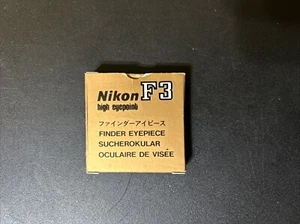 Nikon F3
high eyepoint
ファインダーアイピース
FINDER EYEPIECE
SUCHEROKULAR
OCULAIRE DE VISÉE